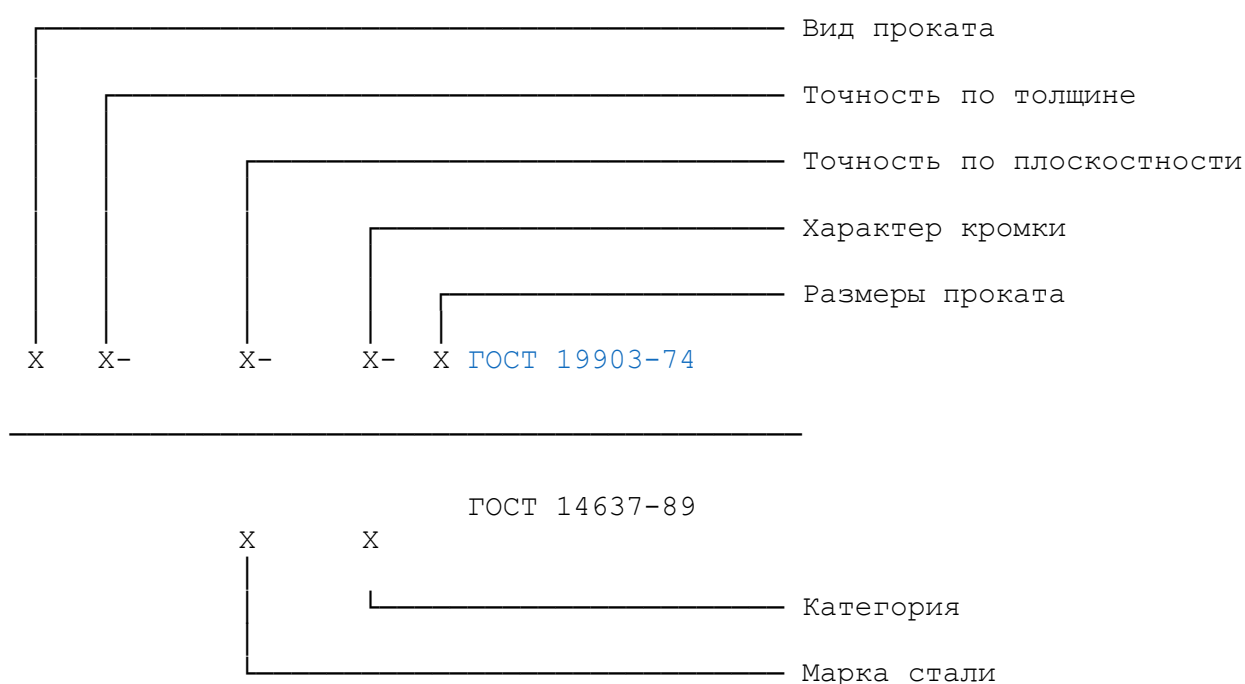 Вид проката
Точность по толщине
Точность по плоскостности
Характер кромки
Размеры проката
X X- X- X- X ГОСТ 19903-74
ГОСТ 14637-89
X X
Категория
Марка стали